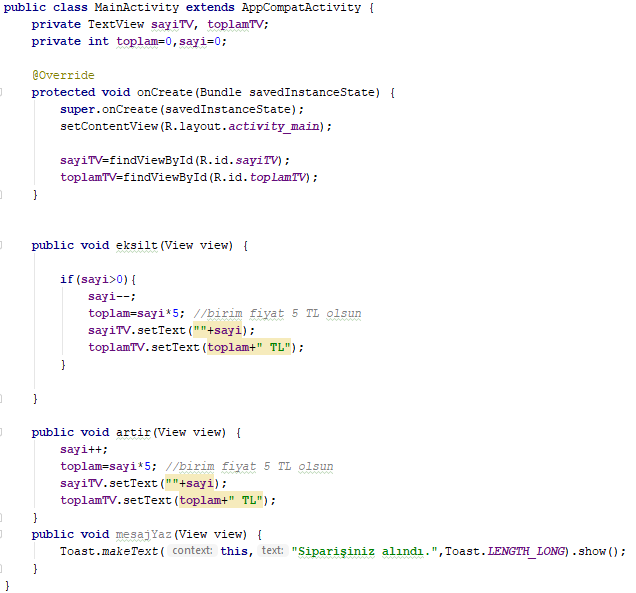 public class MainActivity extends AppCompatActivity {
    private TextView sayiTV, toplamTV;
    private int toplam=0,sayi=0;
    @Override
    protected void onCreate(Bundle savedInstanceState) {
        super.onCreate(savedInstanceState);
        setContentView(R.layout.activity_main);
        sayiTV=findViewById(R.id.sayiTV);
        toplamTV=findViewById(R.id.toplamTV);
    }
    public void eksilt(View view) {
        if(sayi>0){
            sayi--;
            toplam=sayi*5; //birim fiyat 5 TL olsun
            sayiTV.setText(""+sayi);
            toplamTV.setText(toplam+" TL");
        }
    }
    public void artir(View view) {
        sayi++;
        toplam=sayi*5; //birim fiyat 5 TL olsun
        sayiTV.setText(""+sayi);
        toplamTV.setText(toplam+" TL");
    }
    public void mesajYaz(View view) {
        Toast.makeText( context: this, text: "Siparişiniz alındı.",Toast.LENGTH_LONG).show();
    }
}